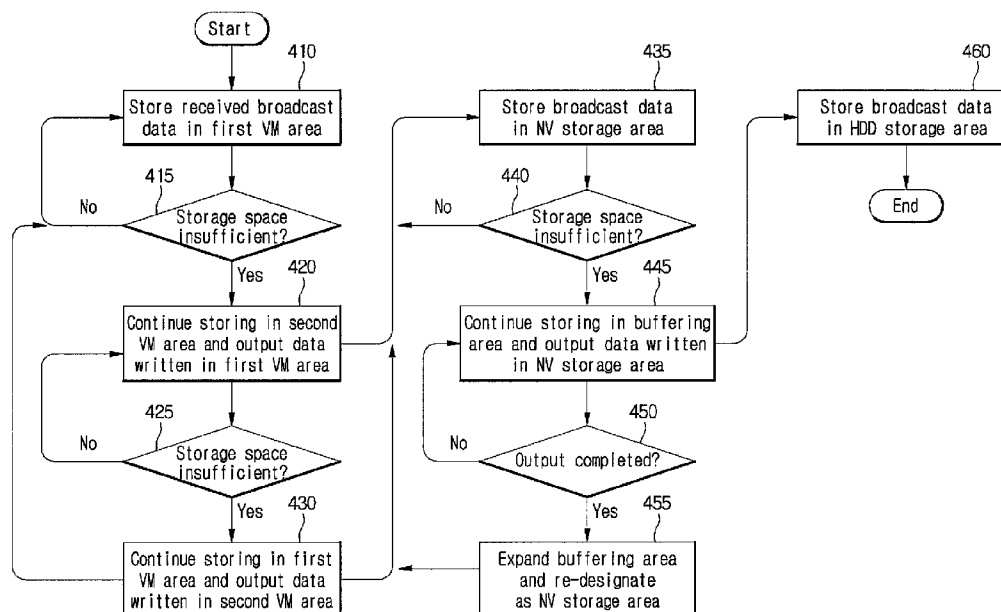 Start
410
Store received broadcast
data in first VM area
415
No
Storage space
insufficient?
Yes
420
Continue storing in second
VM area and output data
written in first VM area
425
No
Storage space
insufficient?
Yes
430
Continue storing in first
VM area and output data
written in second VM area
435
Store broadcast data
in NV storage area
440
No
Storage space
insufficient?
Yes
445
Continue storing in buffering
area and output data written
in NV storage area
450
No
Output completed?
Yes
455
Expand buffering area
and re-designate
as NV storage area
460
Store broadcast data
in HDD storage area
End